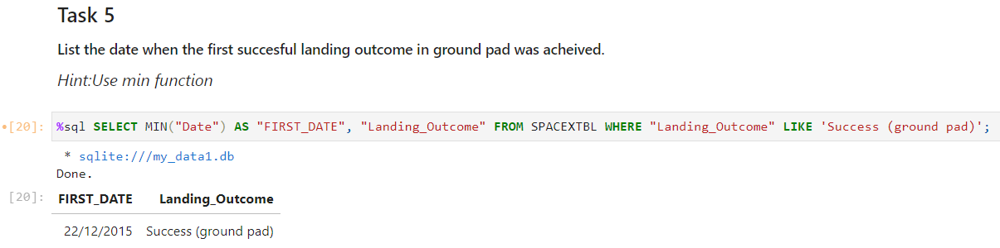 Task 5
List the date when the first succesful landing outcome in ground pad was acheived.
Hint:Use min function
•[20]: %sql SELECT MIN("Date") AS "FIRST_DATE", "Landing_Outcome" FROM SPACEXTBL WHERE "Landing_Outcome" LIKE 'Success (ground pad)';
* sqlite:///my_data1.db
Done.
[20]: FIRST_DATE Landing_Outcome
22/12/2015 Success (ground pad)